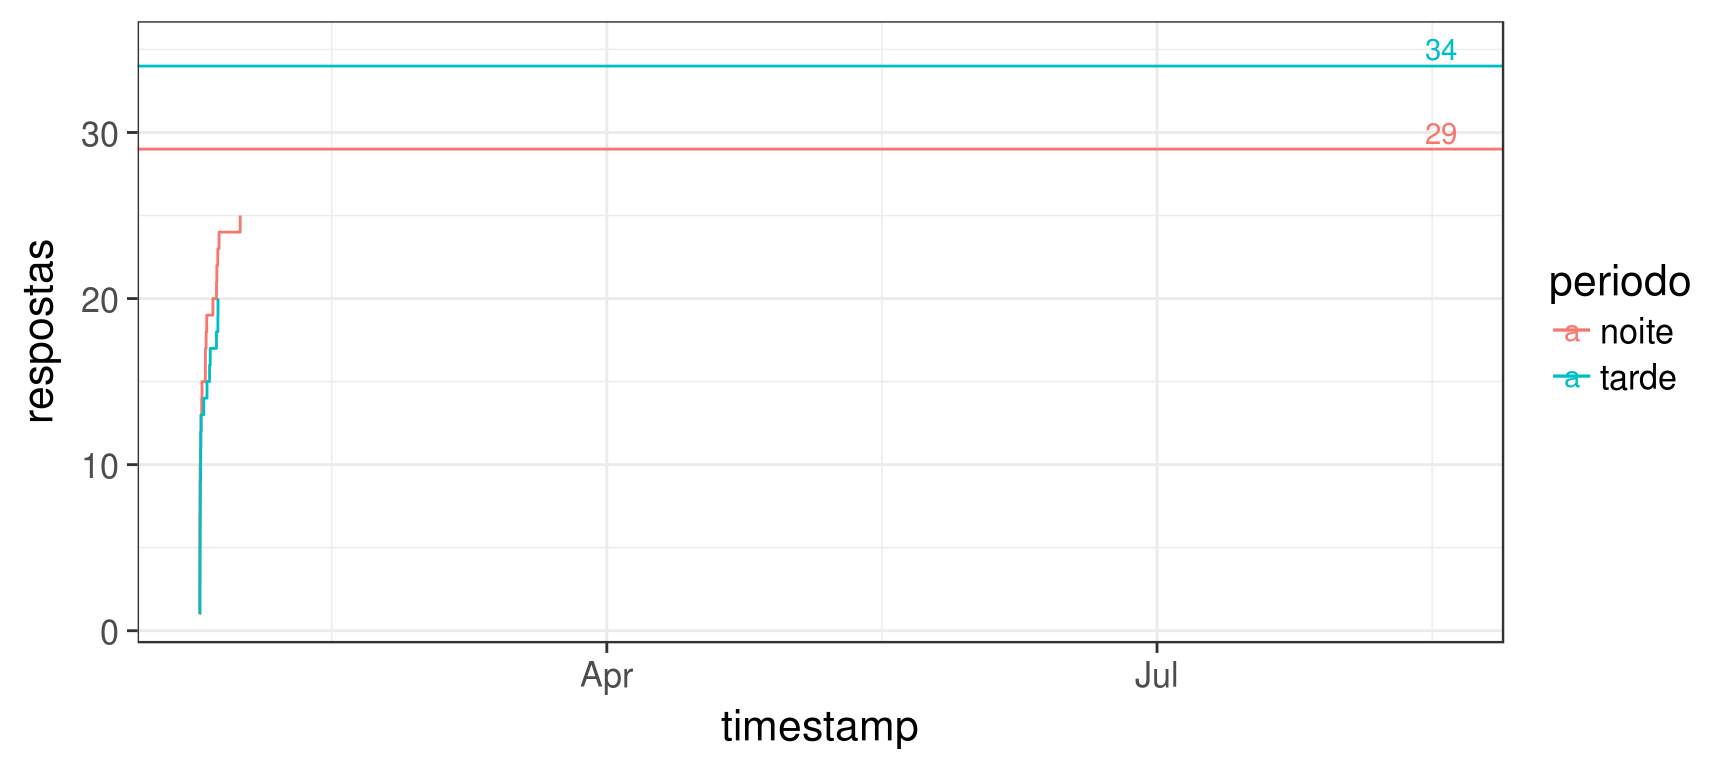 34
30
29
20
10
0
respostas
Apr
Jul
timestamp
periodo
a noite
a tarde